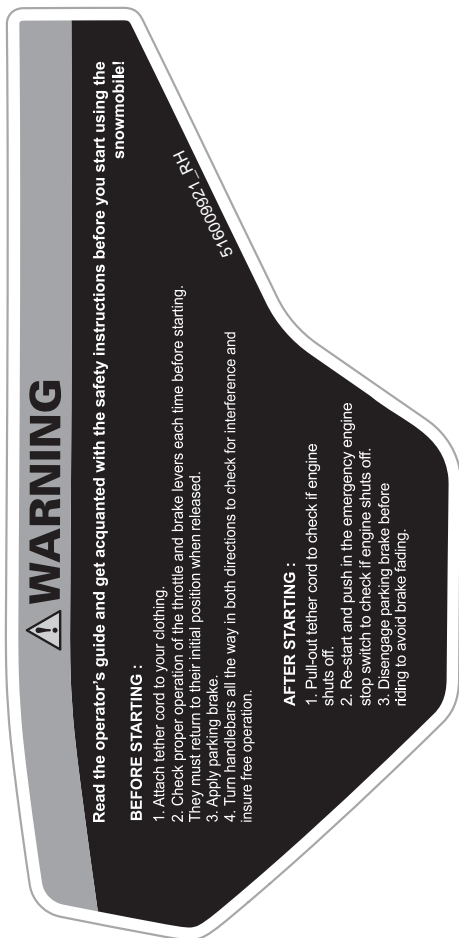 WARNING
Read the operator's guide and get acquanted with the safety instructions before you start using the
snowmobile!
BEFORE STARTING :
1. Attach tether cord to your clothing.
2. Check proper operation of the throttle and brake levers each time before starting.
They must return to their initial position when released.
3. Apply parking brake.
4. Turn handlebars all the way in both directions to check for interference and
insure free operation.
AFTER STARTING :
1. Pull-out tether cord to check if engine
shuts off.
2. Re-start and push in the emergency engine
stop switch to check if engine shuts off.
3. Disengage parking brake before
riding to avoid brake fading.
516009921_RH